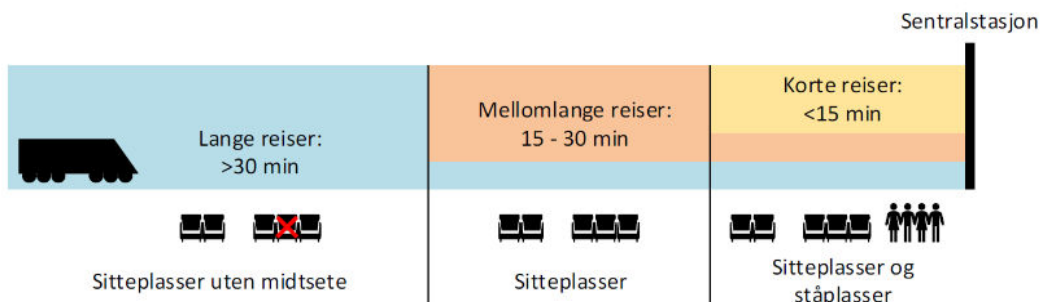 Sentralstasjon
Lange reiser:
>30 min
Mellomlange reiser:
15 - 30 min
Korte reiser:
<15 min
Sitteplasser uten midtsete
Sitteplasser
Sitteplasser og
ståplasser